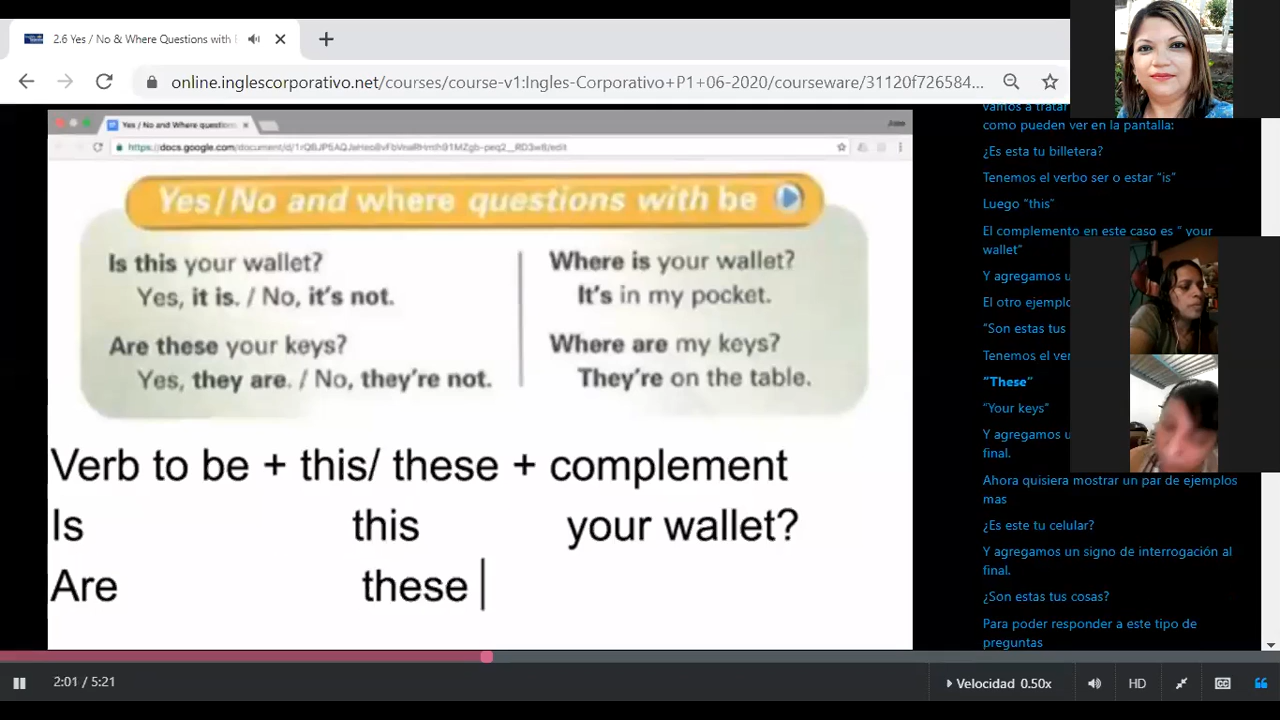 2.6 Yes / No & Where Questions with
online.inglescorporativo.net/courses/course-v1:Ingles-Corporativo+P1+06-2020/courseware/31120f726584...
Yes / No and Where question
Yes/No and where questions with be
Is this your wallet?
Yes, it is. / No, it's not.
Are these your keys?
Yes, they are. / No, they're not.
Where is your wallet?
It's in my pocket.
Where are my keys?
They're on the table.
Verb to be + this/ these + complement
Is this your wallet?
Are these
vamos a tratar
como pueden ver en la pantalla:
¿Es esta tu billetera?
Tenemos el verbo ser o estar “is”
Luego “this”
El complemento en este caso es “ your
wallet”
Y agregamos u
El otro ejemplo
“Son estas tus
Tenemos el ver
“These”
“Your keys”
Y agregamos u
final.
Ahora quisiera mostrar un par de ejemplos
mas
¿Es este tu celular?
Y agregamos un signo de interrogación al
final.
¿Son estas tus cosas?
Para poder responder a este tipo de
preguntas
2:01 / 5:21
Velocidad 0.50x
HD
CC